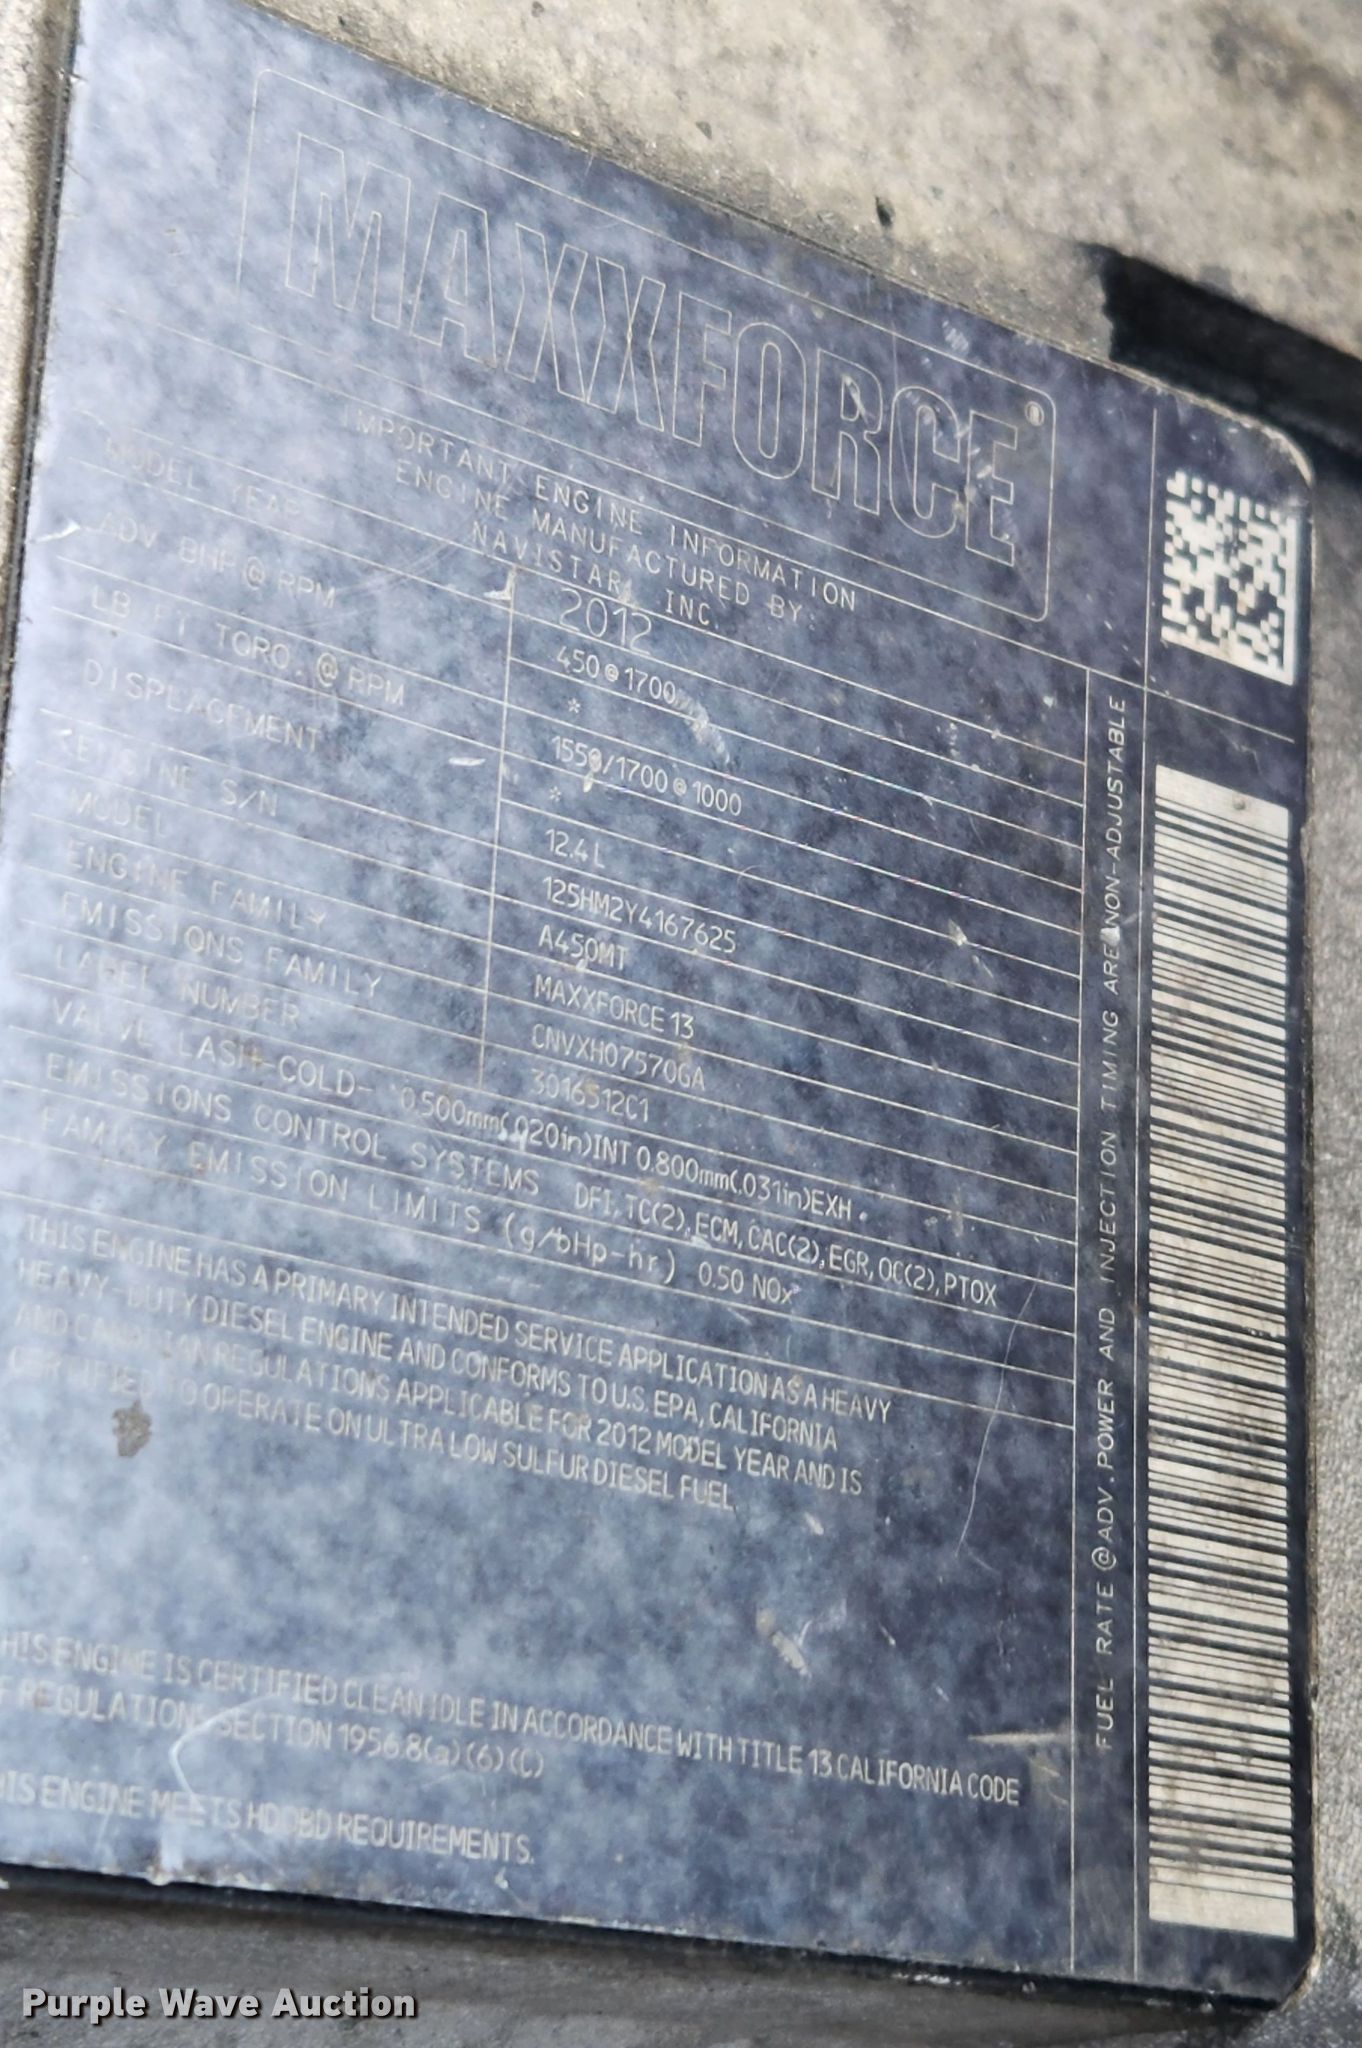 MAXXFORCE®
IMPORTANT ENGINE INFORMATION
ENGINE MANUFACTURED BY:
NAVISTAR, INC.
MODEL YEAR 2012
ADV. BHP @ RPM 450@1700
*
LB FT TORQ. @ RPM 1550/1700@1000
*
DISPLACEMENT 12.4 L
ENGINE S/N 125HM2Y4167625
MODEL A450MT
ENGINE FAMILY MAXXFORCE 13
EMISSIONS FAMILY CNVXH07570GA
LABEL NUMBER 3016512C1
VALVE LASH-COLD- 0.500mm(.020in)INT 0.800mm(.031in)EXH.
EMISSIONS CONTROL SYSTEMS DFI, TC(2), ECM, CAC(2), EGR, OC(2), PTOX
FAMILY EMISSION LIMITS (g/bHp-hr) 0.50 NOx
THIS ENGINE HAS A PRIMARY INTENDED SERVICE APPLICATION AS A HEAVY
HEAVY-DUTY DIESEL ENGINE AND CONFORMS TO U.S. EPA, CALIFORNIA
AND CANADIAN REGULATIONS APPLICABLE FOR 2012 MODEL YEAR AND IS
CERTIFIED TO OPERATE ON ULTRA LOW SULFUR DIESEL FUEL.
HIS ENGINE IS CERTIFIED CLEAN IDLE IN ACCORDANCE WITH TITLE 13 CALIFORNIA CODE
F REGULATIONS SECTION 1956.8(a)(6)(C)
HIS ENGINE MEETS HDOBD REQUIREMENTS.
FUEL RATE @ ADV. POWER AND INJECTION TIMING ARE NON-ADJUSTABLE
Purple Wave Auction